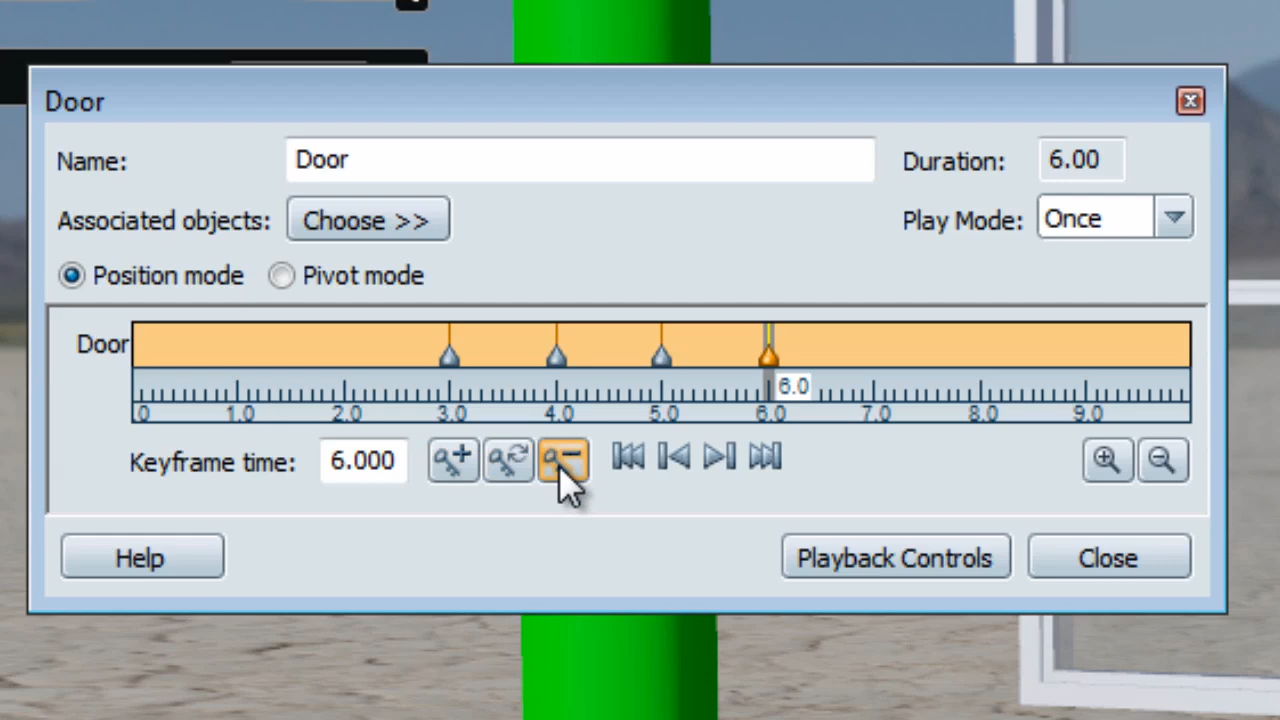 Door
Name: Door Duration: 6.00
Associated objects: Choose >> Play Mode: Once
Position mode Pivot mode
Door
6.0
.0 1.0 2.0 3.0 4.0 5.0 6.0 7.0 8.0 9.0
Keyframe time: 6.000
Help Playback Controls Close